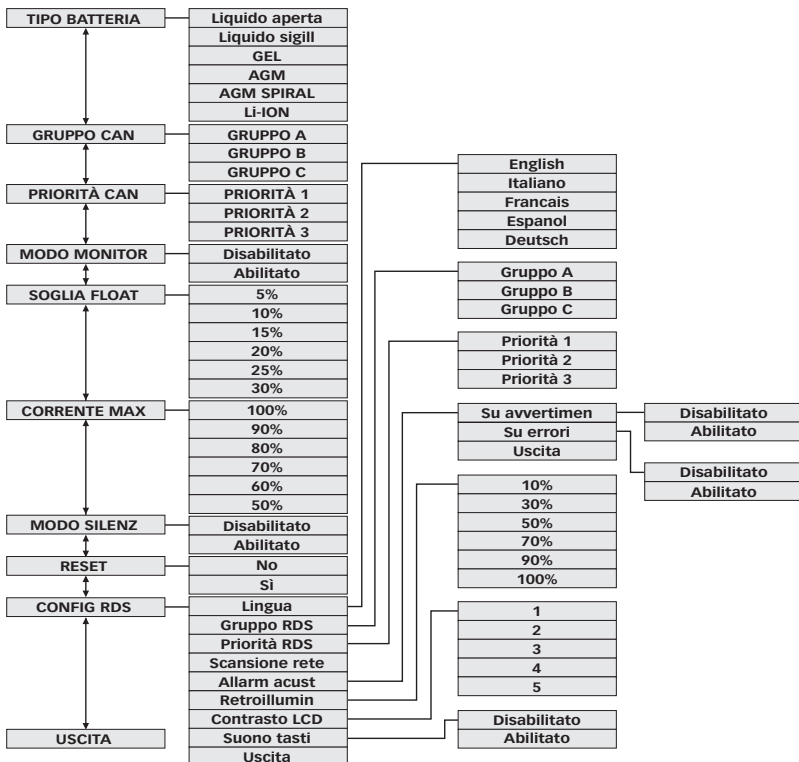 TIPO BATTERIA
Liquido aperta
Liquido sigill
GEL
AGM
AGM SPIRAL
Li-ION
GRUPPO CAN
GRUPPO A
GRUPPO B
GRUPPO C
PRIORITÀ CAN
PRIORITÀ 1
PRIORITÀ 2
PRIORITÀ 3
MODO MONITOR
Disabilitato
Abilitato
SOGLIA FLOAT
5%
10%
15%
20%
25%
30%
CORRENTE MAX
100%
90%
80%
70%
60%
50%
MODO SILENZ
Disabilitato
Abilitato
RESET
No
Sì
CONFIG RDS
Lingua
Gruppo RDS
Priorità RDS
Scansione rete
Allarm acust
Retroillumin
Contrasto LCD
Suono tasti
Uscita
USCITA
English
Italiano
Francais
Espanol
Deutsch
Gruppo A
Gruppo B
Gruppo C
Priorità 1
Priorità 2
Priorità 3
Su avvertimen
Su errori
Uscita
Disabilitato
Abilitato
Disabilitato
Abilitato
10%
30%
50%
70%
90%
100%
1
2
3
4
5
Disabilitato
Abilitato